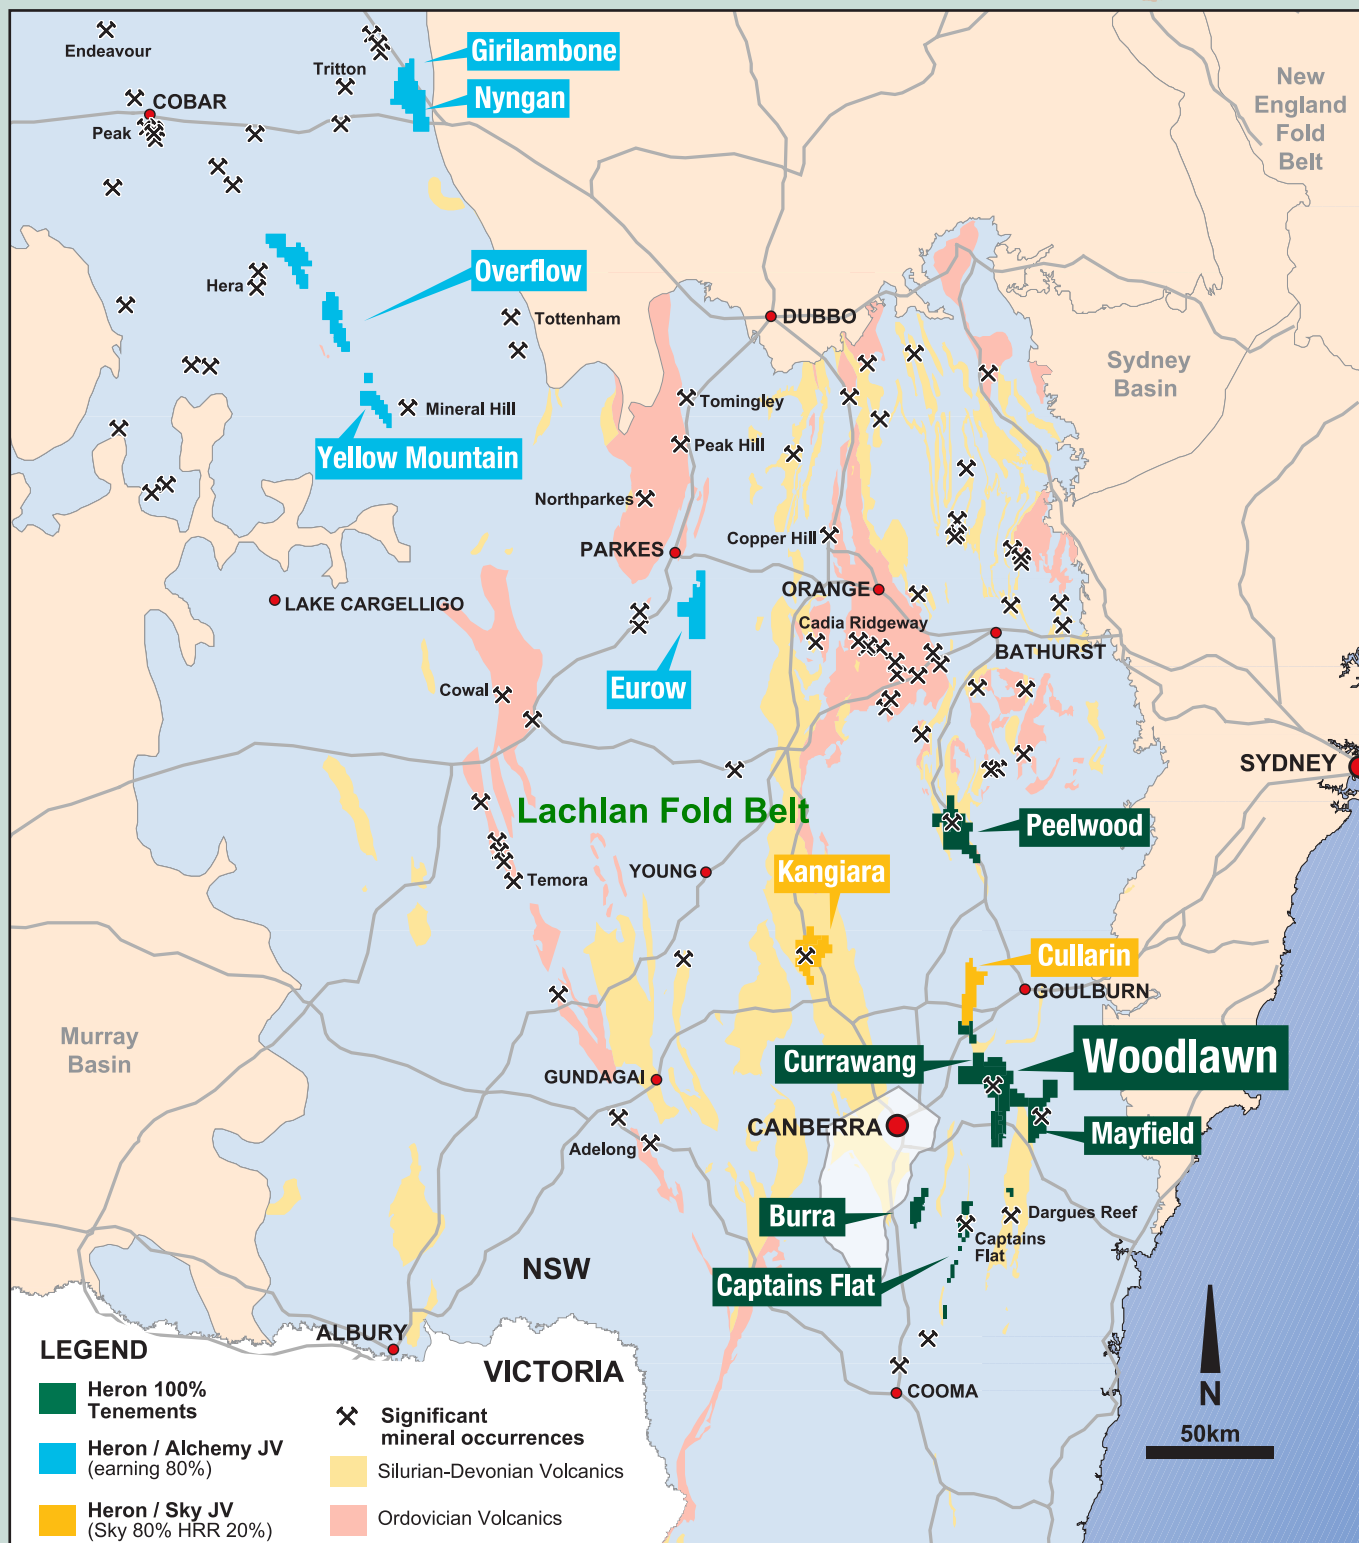 Endeavour
Tritton
Girilambone
Nyngan
COBAR
Peak
New
England
Fold
Belt
Hera
Overflow
Tottenham
DUBBO
Sydney
Basin
Mineral Hill
Tomingley
Yellow Mountain
Peak Hill
Northparkes
Copper Hill
PARKES
ORANGE
LAKE CARGELLIGO
Cadia Ridgeway
BATHURST
Cowal
Eurow
SYDNEY
Lachlan Fold Belt
Peelwood
YOUNG
Kangiara
Temora
Cullarin
GOULBURN
Murray
Basin
Currawang
Woodlawn
GUNDAGAI
CANBERRA
Mayfield
Adelong
Burra
Dargues Reef
Captains
Flat
NSW
Captains Flat
ALBURY
VICTORIA
COOMA
N
50km
LEGEND
Heron 100%
Tenements
Heron / Alchemy JV
(earning 80%)
Heron / Sky JV
(Sky 80% HRR 20%)
Significant
mineral occurrences
Silurian-Devonian Volcanics
Ordovician Volcanics